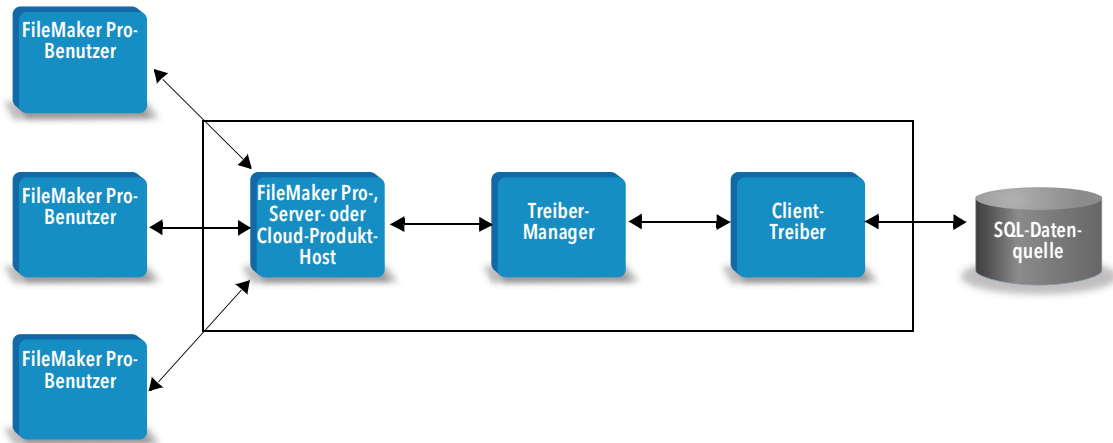 FileMaker Pro-
Benutzer
FileMaker Pro-
Benutzer
FileMaker Pro-,
Server- oder
Cloud-Produkt-
Host
Treiber-
Manager
Client-
Treiber
SQL-Daten-
quelle
FileMaker Pro-
Benutzer